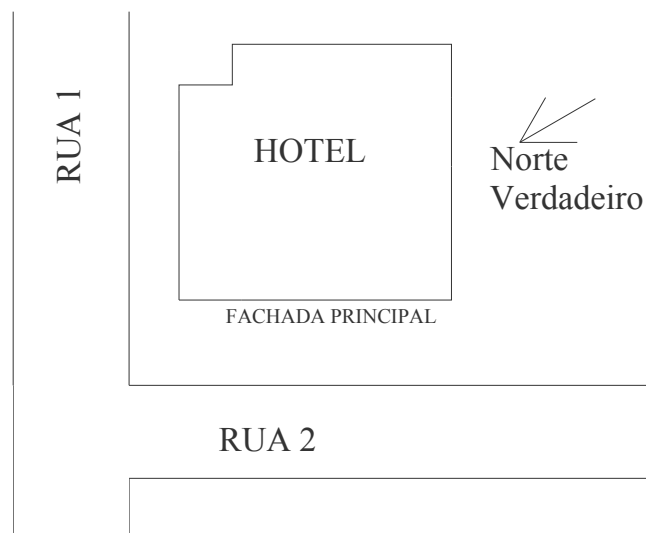 RUA 1
HOTEL
Norte
Verdadeiro
FACHADA PRINCIPAL
RUA 2